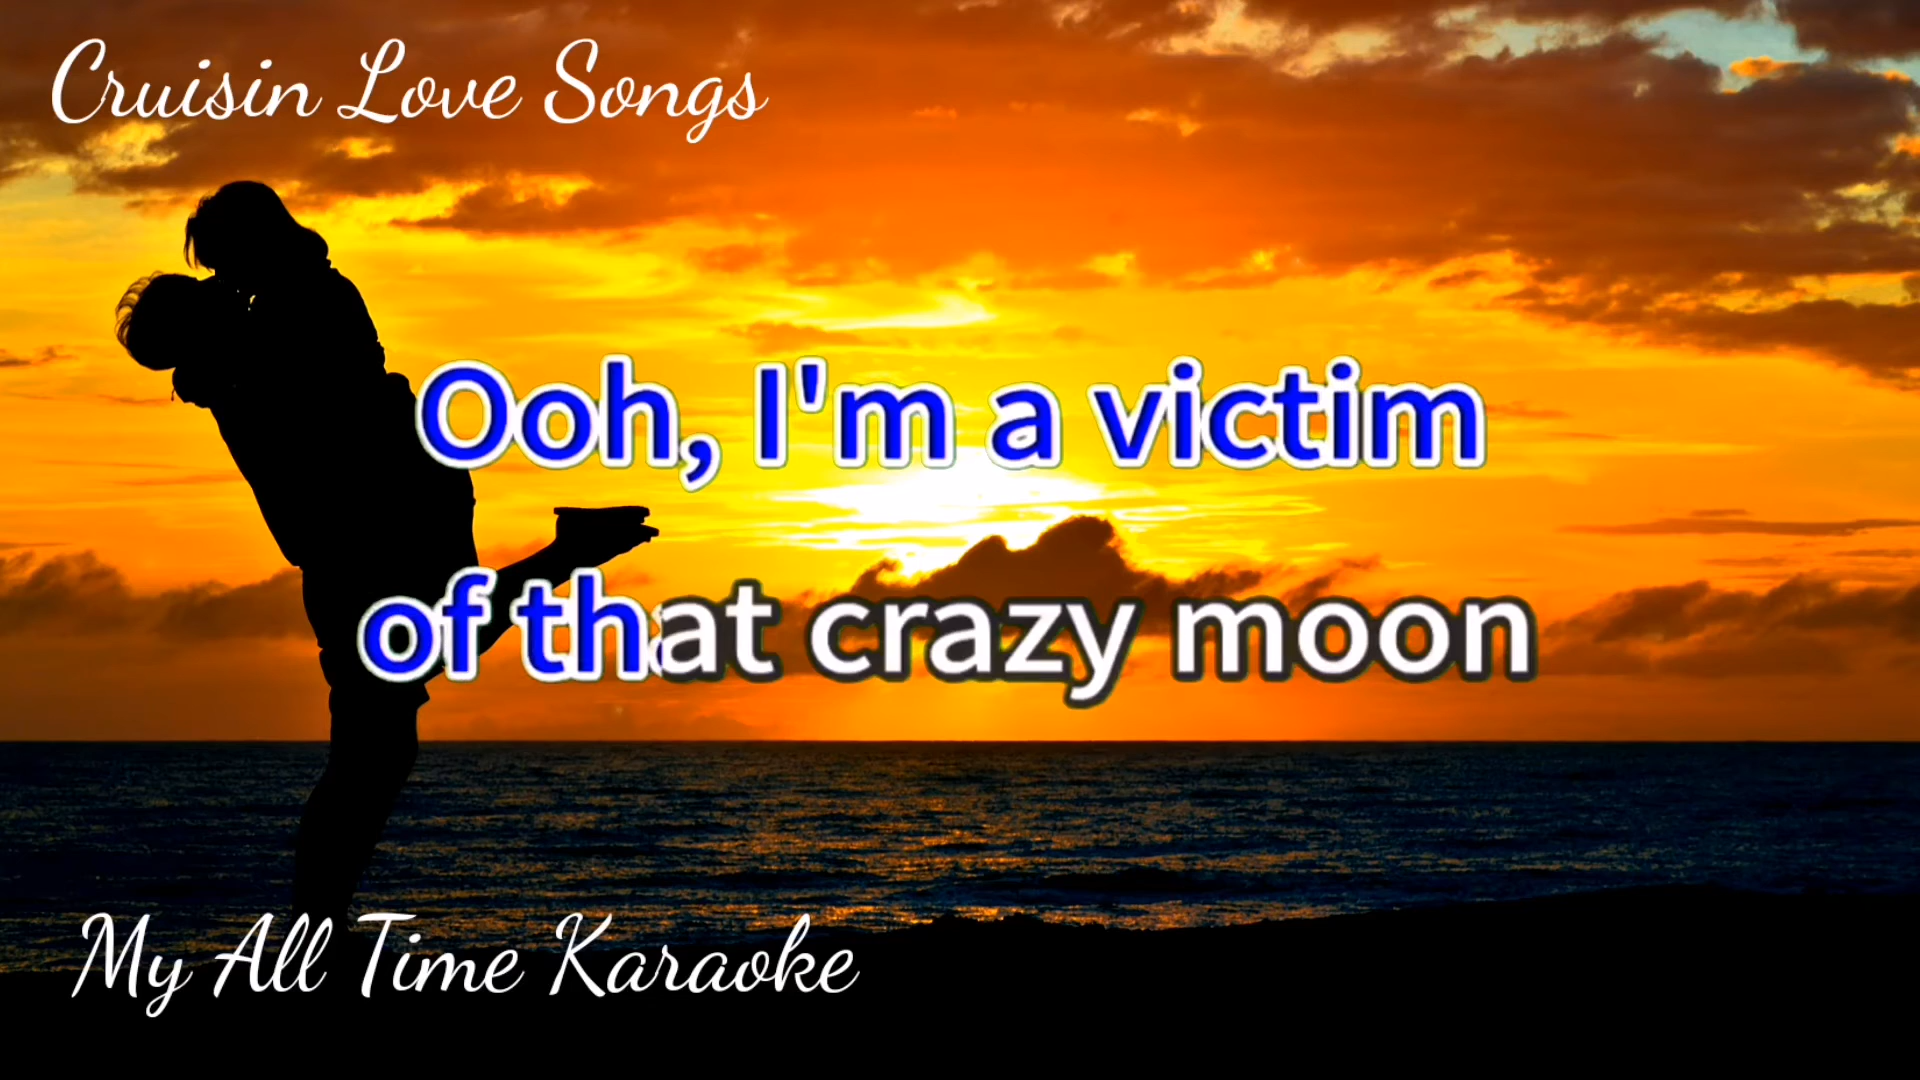 Cruisin Love Songs
Ooh, I'm a victim
of that crazy moon
My All Time Karaoke